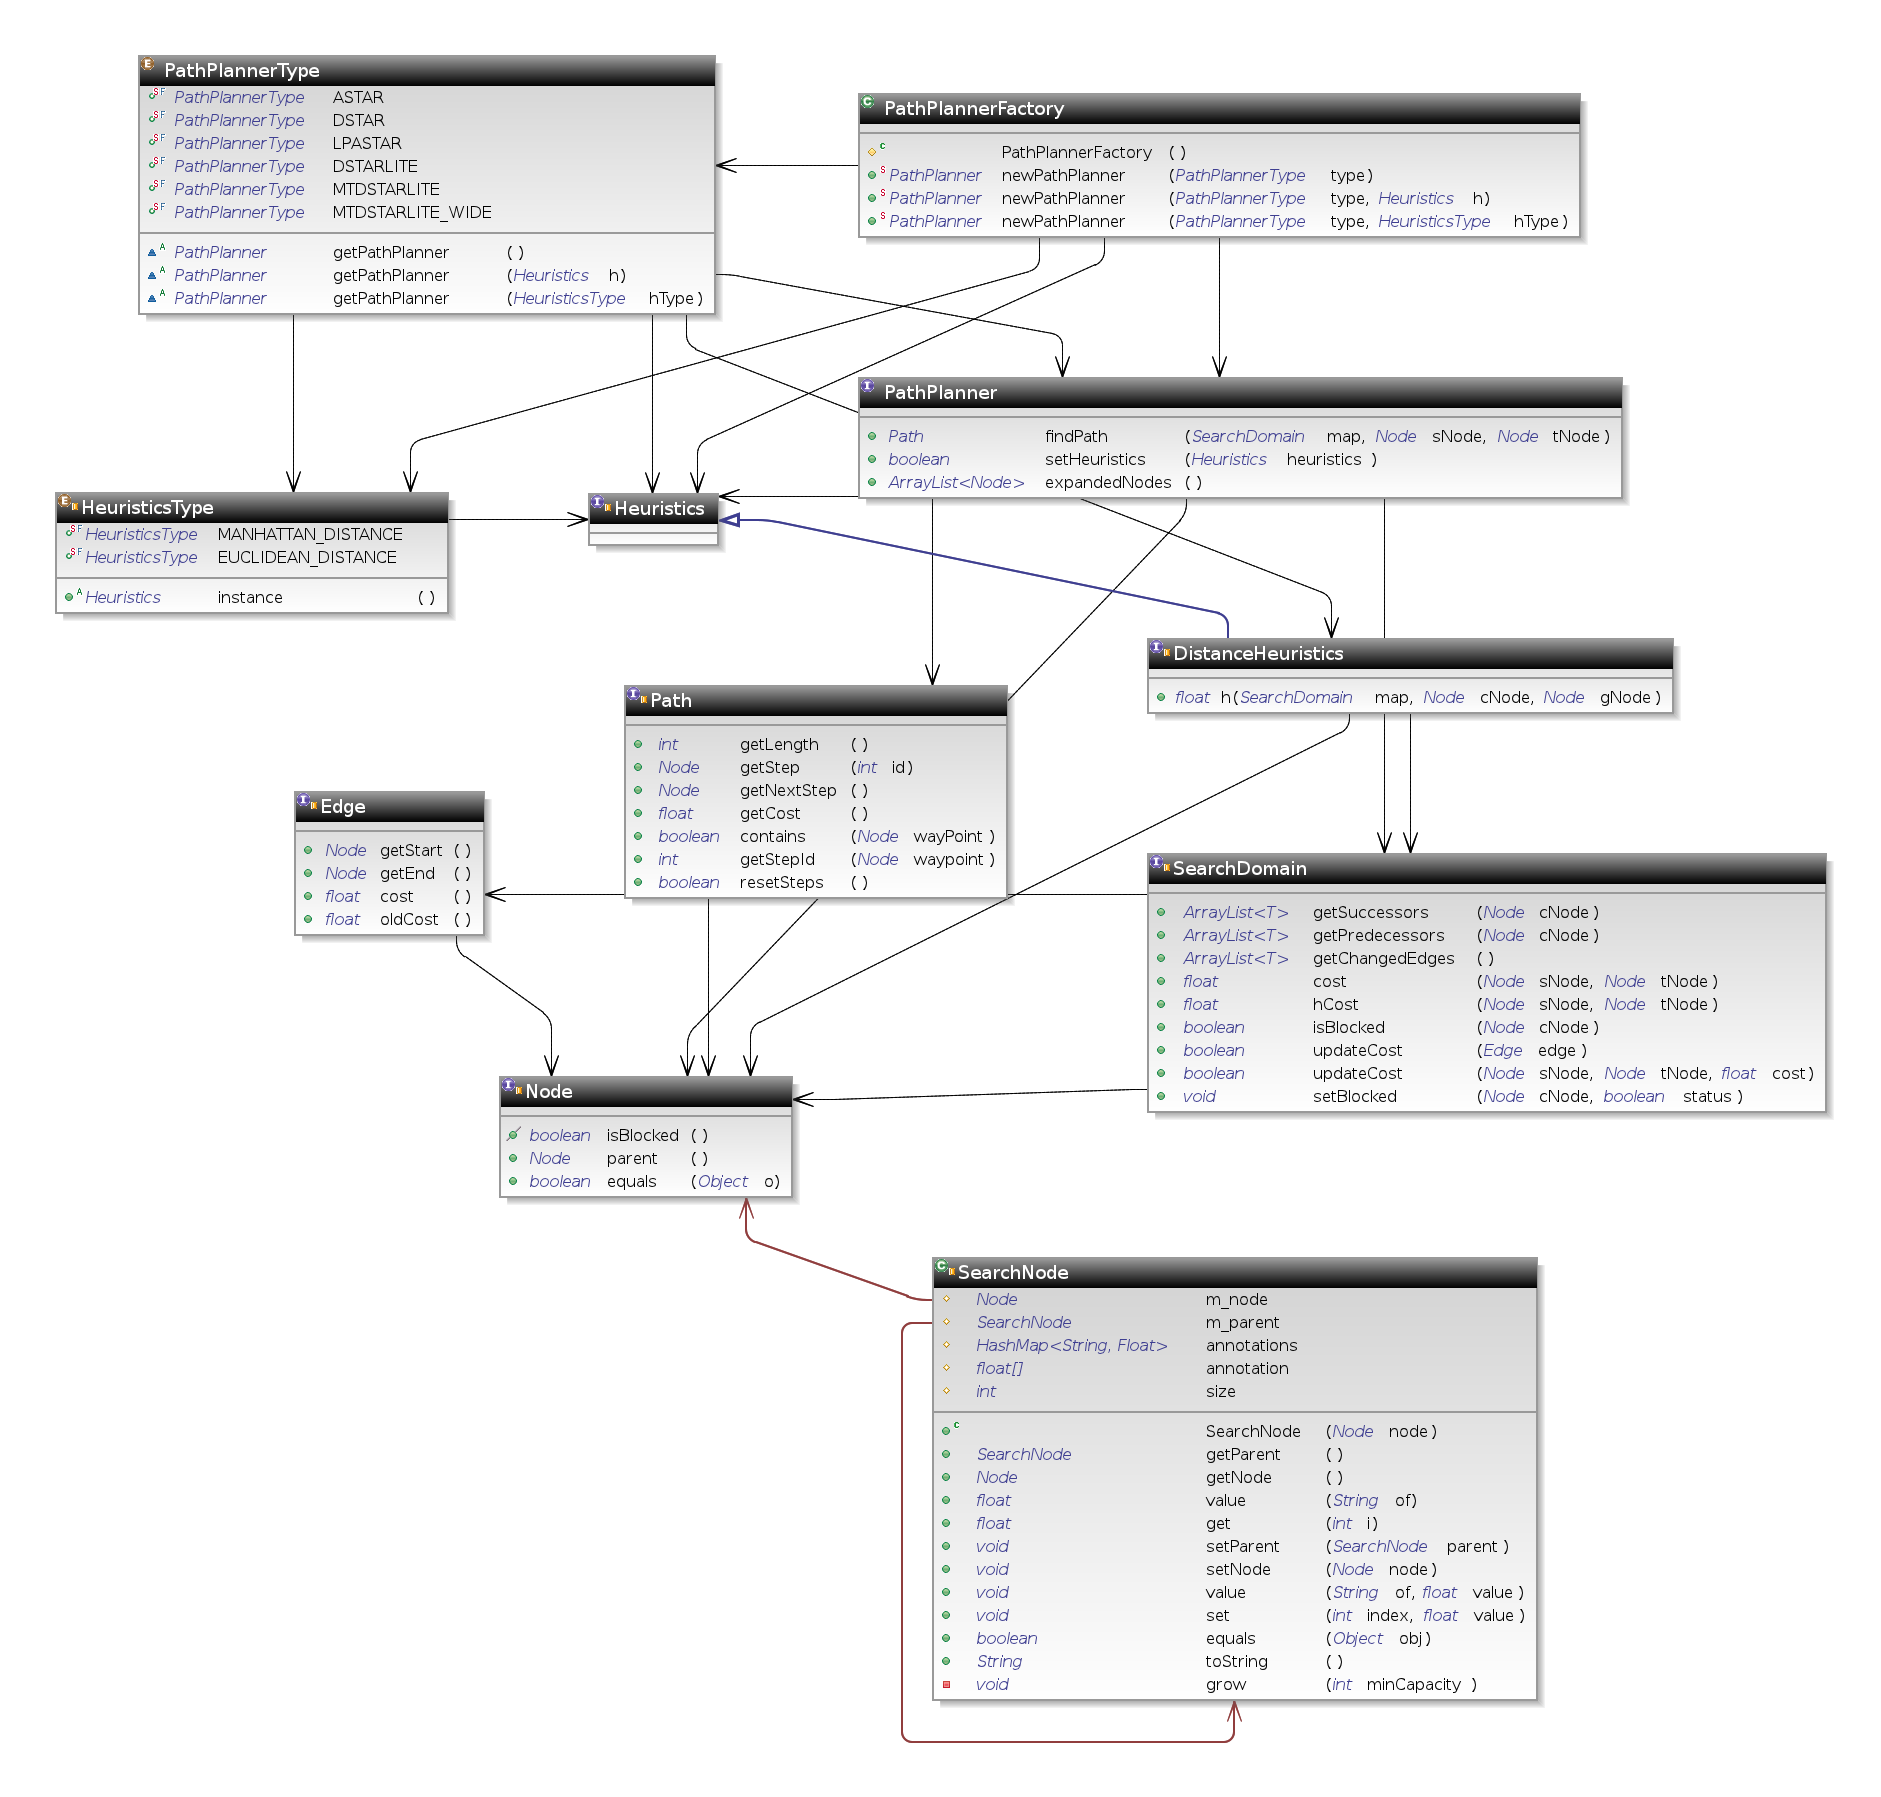 PathPlannerType
PathPlannerType ASTAR
PathPlannerType DSTAR
PathPlannerType LPASTAR
PathPlannerType DSTARLITE
PathPlannerType MTDSTARLITE
PathPlannerType MTDSTARLITE_WIDE
PathPlanner getPathPlanner ( )
PathPlanner getPathPlanner (Heuristics h)
PathPlanner getPathPlanner (HeuristicsType hType)
PathPlannerFactory
PathPlannerFactory ( )
PathPlanner newPathPlanner (PathPlannerType type)
PathPlanner newPathPlanner (PathPlannerType type, Heuristics h)
PathPlanner newPathPlanner (PathPlannerType type, HeuristicsType hType)
PathPlanner
Path findPath (SearchDomain map, Node sNode, Node tNode)
boolean setHeuristics (Heuristics heuristics )
ArrayList<Node> expandedNodes ( )
HeuristicsType
HeuristicsType MANHATTAN_DISTANCE
HeuristicsType EUCLIDEAN_DISTANCE
Heuristics instance ( )
Heuristics
DistanceHeuristics
float h(SearchDomain map, Node cNode, Node gNode)
Path
int getLength ( )
Node getStep (int id)
Node getNextStep ( )
float getCost ( )
boolean contains (Node wayPoint )
int getStepId (Node waypoint )
boolean resetSteps ( )
Edge
Node getStart ( )
Node getEnd ( )
float cost ( )
float oldCost ( )
SearchDomain
ArrayList<T> getSuccessors (Node cNode)
ArrayList<T> getPredecessors (Node cNode)
ArrayList<T> getChangedEdges ( )
float cost (Node sNode, Node tNode)
float hCost (Node sNode, Node tNode)
boolean isBlocked (Node cNode)
boolean updateCost (Edge edge )
boolean updateCost (Node sNode, Node tNode, float cost)
void setBlocked (Node cNode, boolean status )
Node
boolean isBlocked ( )
Node parent ( )
boolean equals (Object o)
SearchNode
Node m_node
SearchNode m_parent
HashMap<String, Float> annotations
float[] annotation
int size
SearchNode (Node node)
SearchNode getParent ( )
Node getNode ( )
float value (String of)
float get (int i)
void setParent (SearchNode parent )
void setNode (Node node)
void value (String of, float value )
void set (int index, float value )
boolean equals (Object obj)
String toString ( )
void grow (int minCapacity )